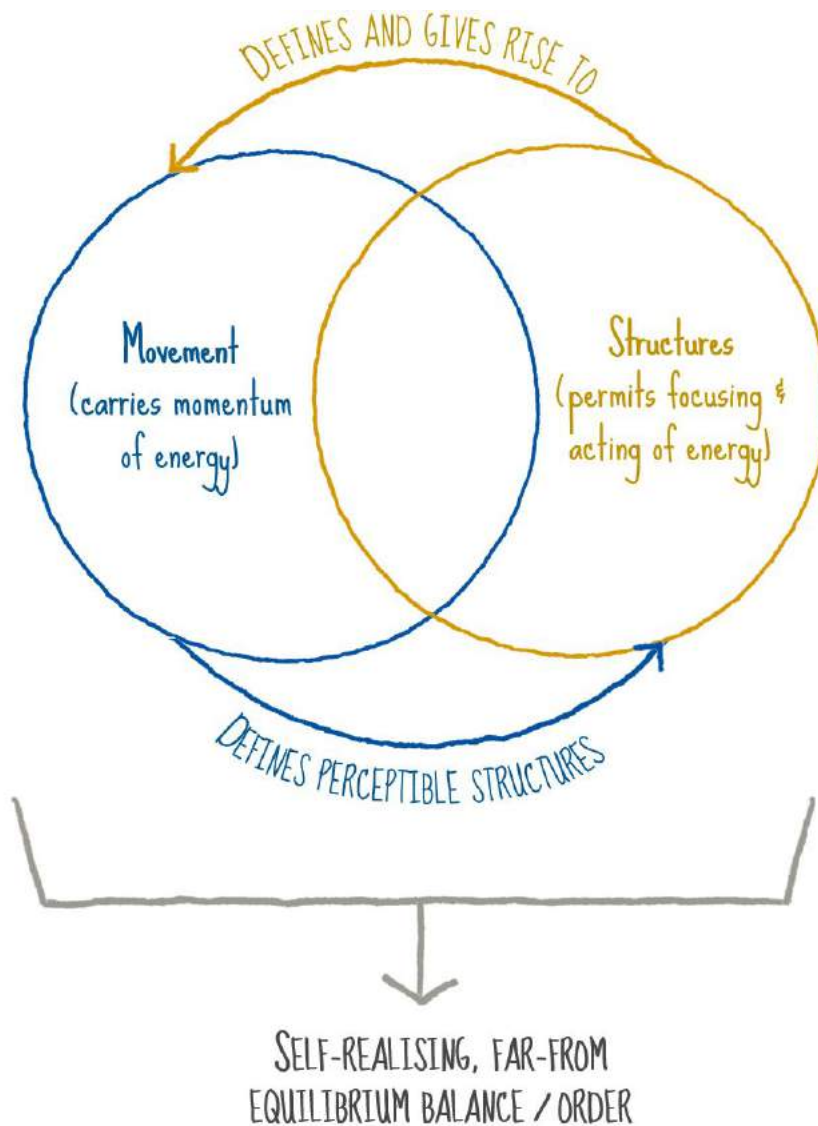 DEFINES AND GIVES RISE TO
Movement
(carries momentum
of energy)
Structures
(permits focusing &
acting of energy)
DEFINES PERCEPTIBLE STRUCTURES
SELF-REALISING, FAR-FROM
EQUILIBRIUM BALANCE / ORDER